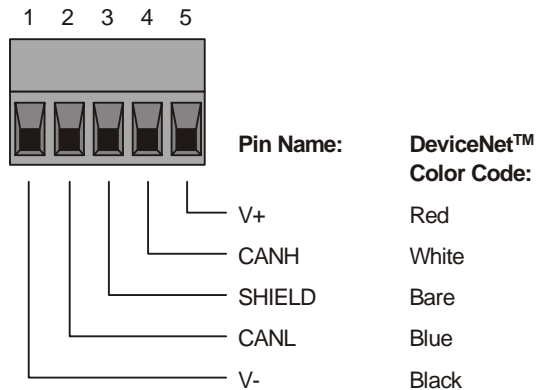 1 2 3 4 5
Pin Name: DeviceNet™
Color Code:
V+ Red
CANH White
SHIELD Bare
CANL Blue
V- Black